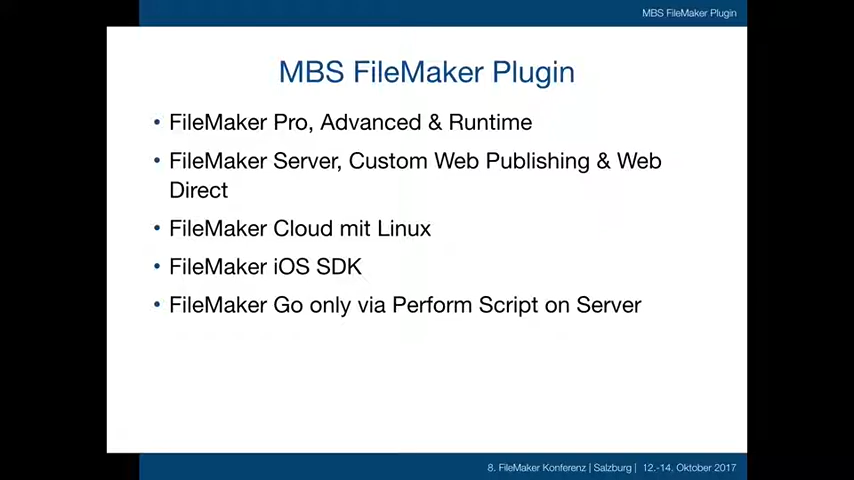 MBS FileMaker Plugin
MBS FileMaker Plugin
• FileMaker Pro, Advanced & Runtime
• FileMaker Server, Custom Web Publishing & Web
Direct
• FileMaker Cloud mit Linux
• FileMaker iOS SDK
• FileMaker Go only via Perform Script on Server
8. FileMaker Konferenz | Salzburg | 12.-14. Oktober 2017